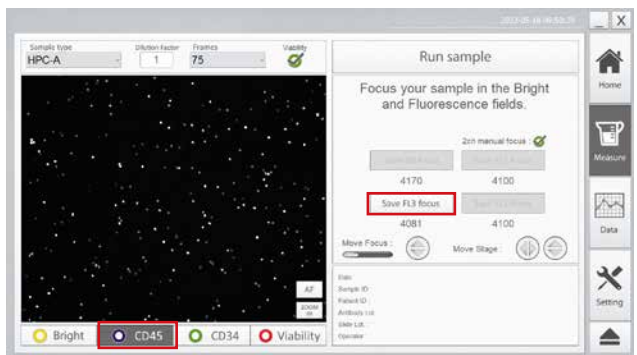 X
Sample type
Dilution Factor
Frames
Viability
HPC-A
1
75
Run sample
Focus your sample in the Bright
and Fluorescence fields.
2ch manual focus :
4170
4100
Save FL3 focus
4081
4100
Move Focus :
Move Stage :
AF
ZOOM
Date :
Sample ID :
Patient ID :
Antibody Lot :
Slide Lot :
Operator :
Bright
CD45
CD34
Viability
Home
Measure
Data
Setting